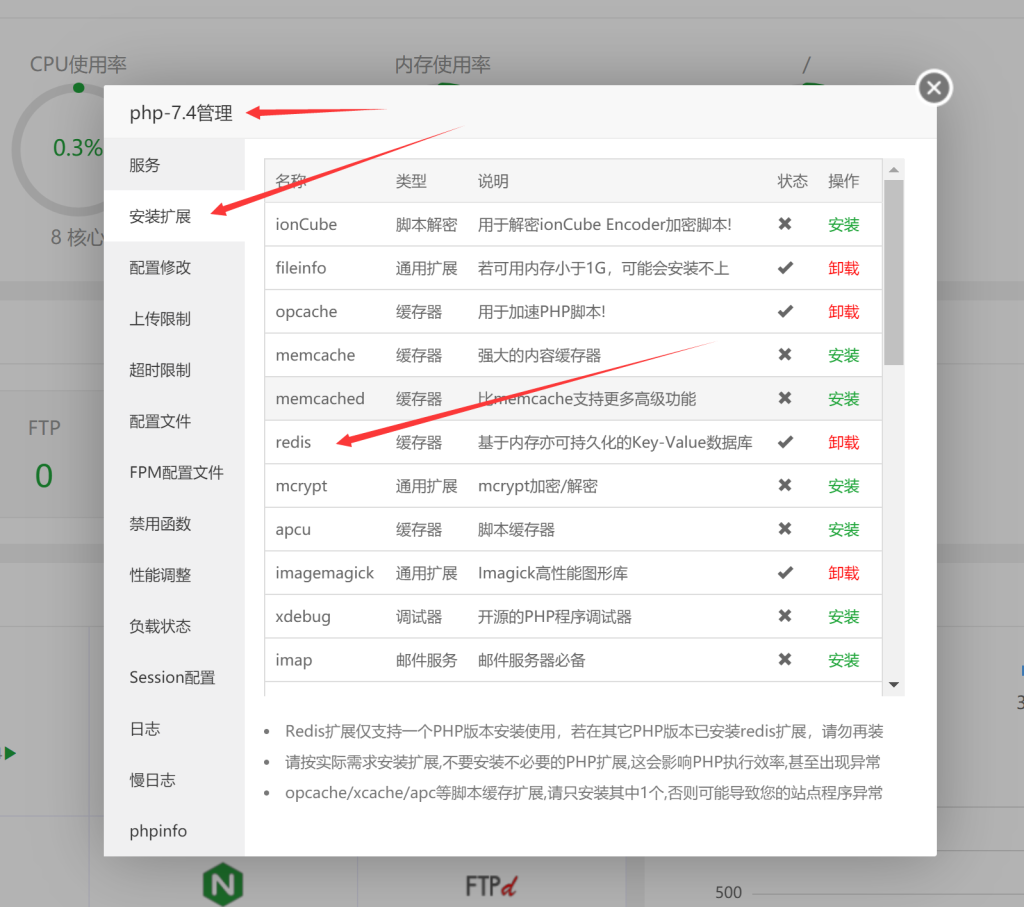 CPU使用率
内存使用率
/
php-7.4管理
0.3%
8 核心
服务
安装扩展
配置修改
上传限制
超时限制
配置文件
FPM配置文件
禁用函数
性能调整
负载状态
Session配置
日志
慢日志
phpinfo
名称 类型 说明 状态 操作
ionCube 脚本解密 用于解密ionCube Encoder加密脚本! ✖ 安装
fileinfo 通用扩展 若可用内存小于1G，可能会安装不上 ✔ 卸载
opcache 缓存器 用于加速PHP脚本! ✔ 卸载
memcache 缓存器 强大的内容缓存器 ✖ 安装
memcached 缓存器 比memcache支持更多高级功能 ✖ 安装
redis 缓存器 基于内存亦可持久化的Key-Value数据库 ✔ 卸载
mcrypt 通用扩展 mcrypt加密/解密 ✖ 安装
apcu 缓存器 脚本缓存器 ✖ 安装
imagemagick 通用扩展 Imagick高性能图形库 ✔ 卸载
xdebug 调试器 开源的PHP程序调试器 ✖ 安装
imap 邮件服务 邮件服务器必备 ✖ 安装
• Redis扩展仅支持一个PHP版本安装使用，若在其它PHP版本已安装redis扩展，请勿再装
• 请按实际需求安装扩展,不要安装不必要的PHP扩展,这会影响PHP执行效率,甚至出现异常
• opcache/xcache/apc等脚本缓存扩展,请只安装其中1个,否则可能导致您的站点程序异常
FTP
0
3
N
FTPd
500